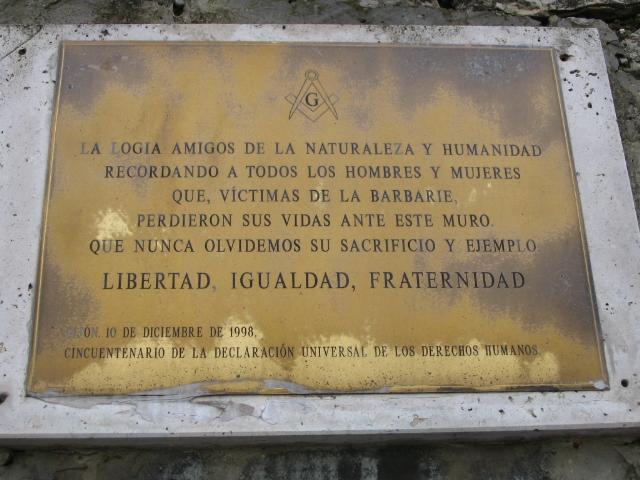 G
LA LOGIA AMIGOS DE LA NATURALEZA Y HUMANIDAD
RECORDANDO A TODOS LOS HOMBRES Y MUJERES
QUE, VÍCTIMAS DE LA BARBARIE,
PERDIERON SUS VIDAS ANTE ESTE MURO.
QUE NUNCA OLVIDEMOS SU SACRIFICIO Y EJEMPLO.
LIBERTAD, IGUALDAD, FRATERNIDAD
GIJÓN, 10 DE DICIEMBRE DE 1998.
CINCUENTENARIO DE LA DECLARACIÓN UNIVERSAL DE LOS DERECHOS HUMANOS.